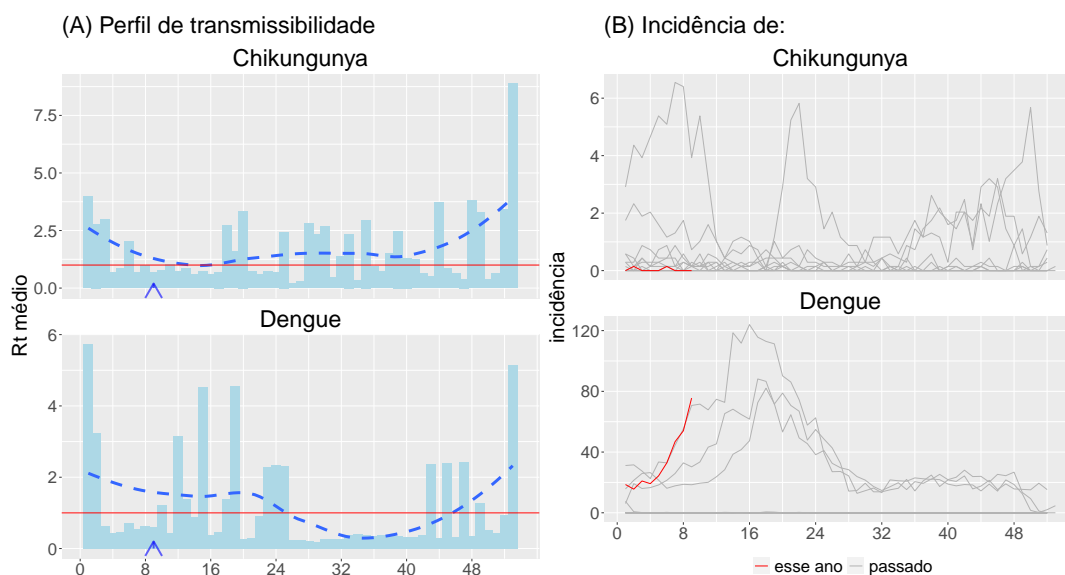 (A) Perfil de transmissibilidade
Chikungunya
7.5
5.0
2.5
0.0
Dengue
6
4
2
0
0 8 16 24 32 40 48
Rt médio
(B) Incidência de:
Chikungunya
6
4
2
0
Dengue
120
80
40
0
0 8 16 24 32 40 48
incidência
esse ano passado